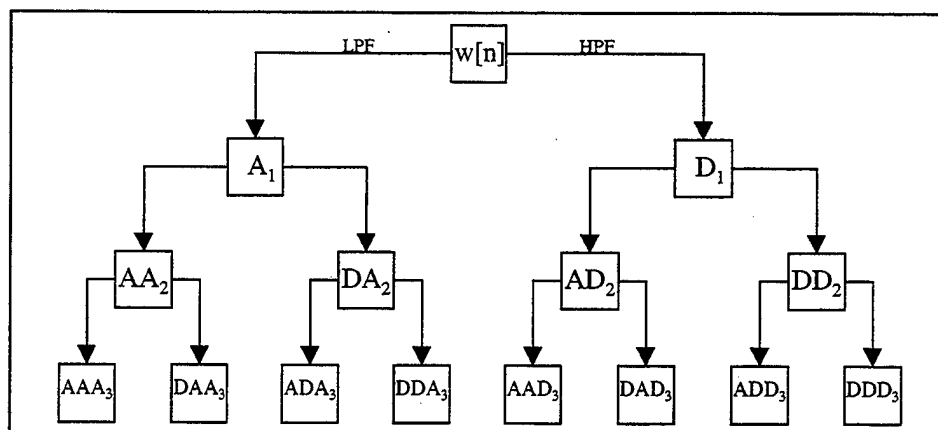 LPF w[n] HPF
A₁ D₁
AA₂ DA₂ AD₂ DD₂
AAA₃ DAA₃ ADA₃ DDA₃ AAD₃ DAD₃ ADD₃ DDD₃